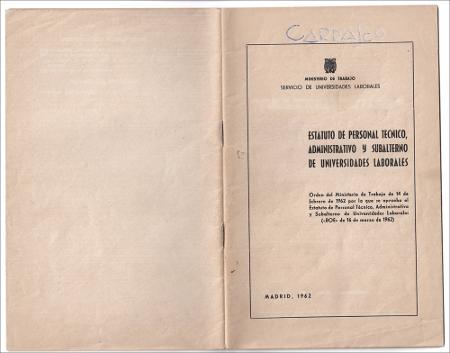 CARRASCO
MINISTERIO DE TRABAJO
SERVICIO DE UNIVERSIDADES LABORALES
ESTATUTO DE PERSONAL TECNICO,
ADMINISTRATIVO Y SUBALTERNO
DE UNIVERSIDADES LABORALES
Orden del Ministerio de Trabajo de 14 de
febrero de 1962 por la que se aprueba el
Estatuto de Personal Técnico, Administrativo
y Subalterno de Universidades Laborales
(«BOE» de 16 de marzo de 1962)
MADRID, 1962